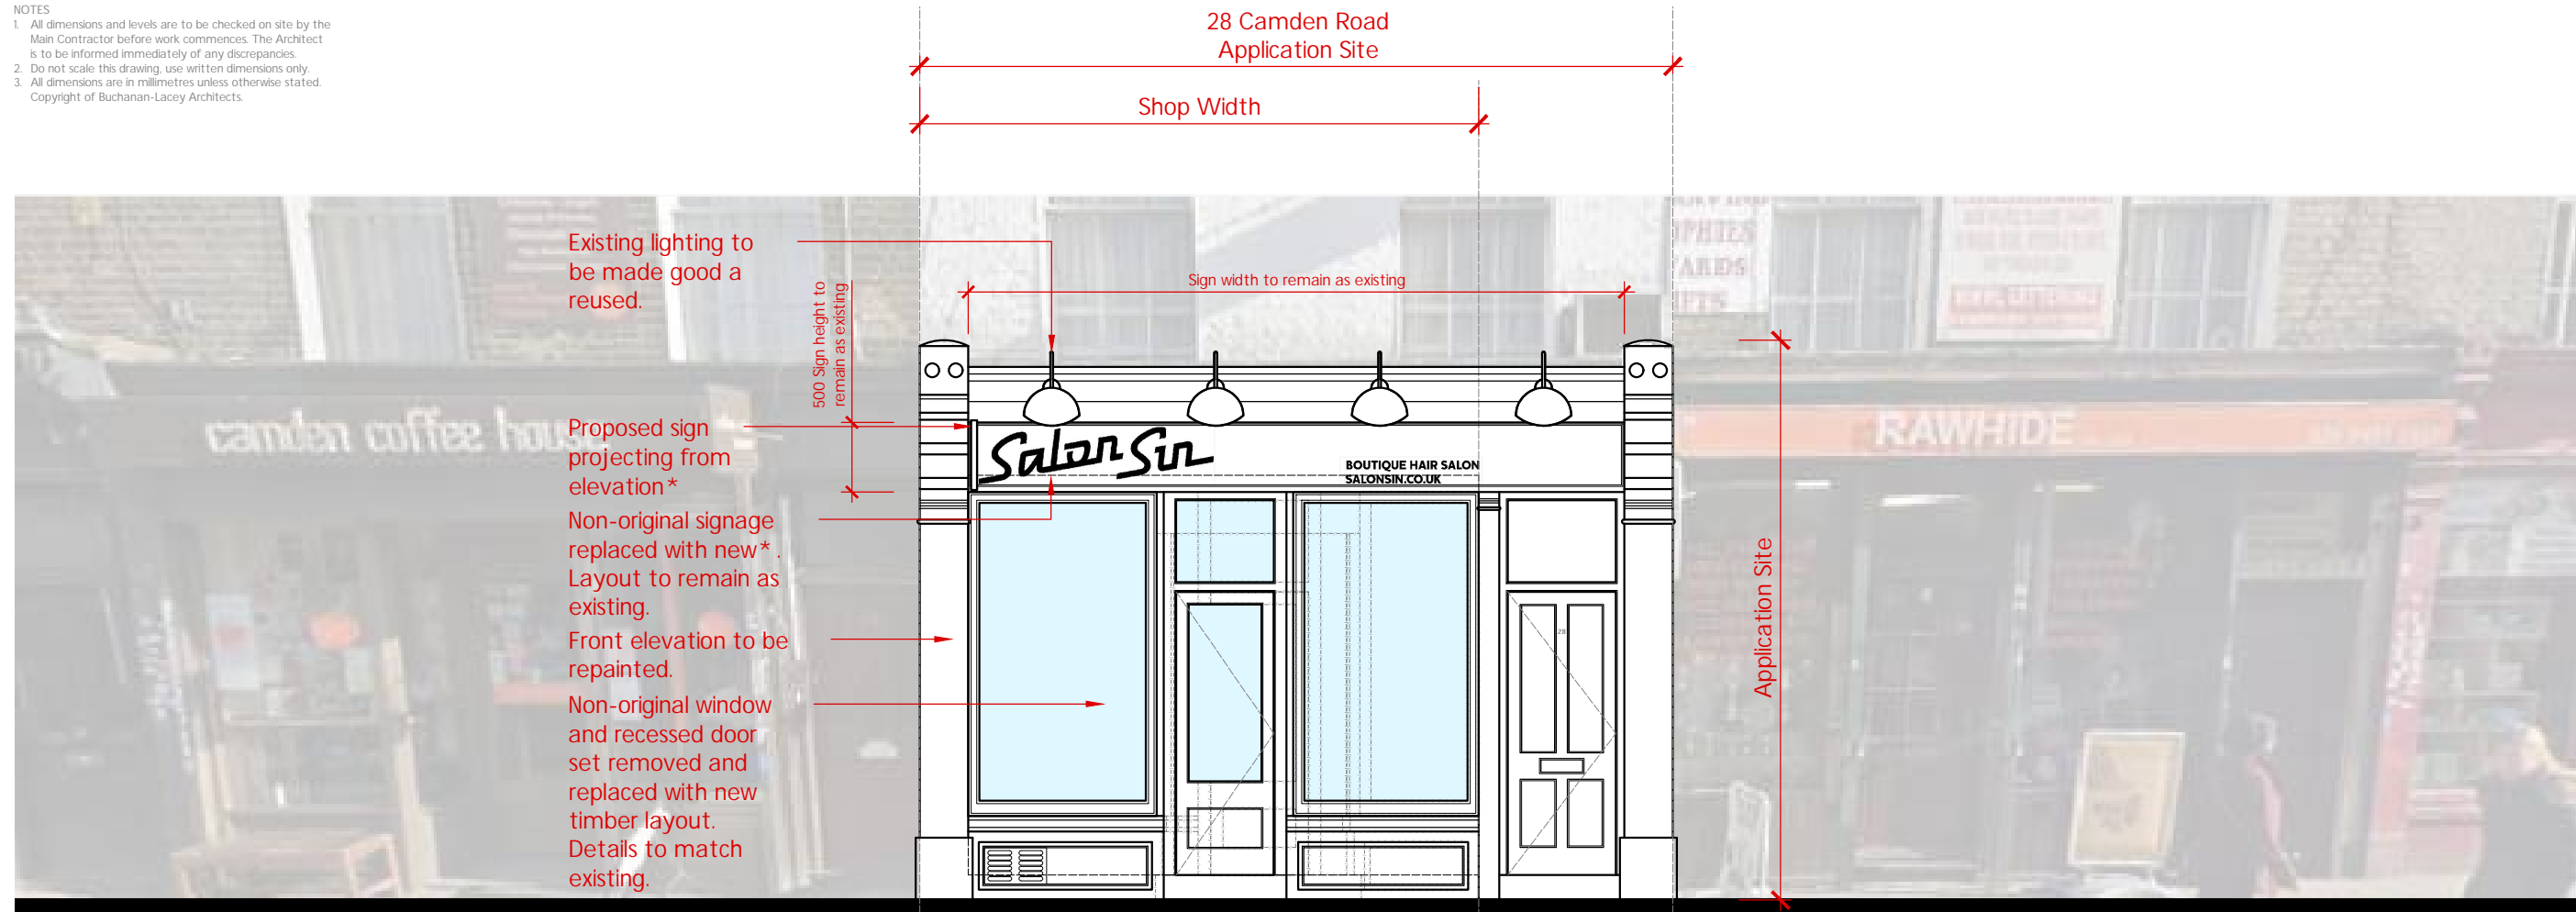 NOTES
1. All dimensions and levels are to be checked on site by the
Main Contractor before work commences. The Architect
is to be informed immediately of any discrepancies.
2. Do not scale this drawing, use written dimensions only.
3. All dimensions are in millimetres unless otherwise stated.
Copyright of Buchanan-Lacey Architects.
28 Camden Road
Application Site
Shop Width
Existing lighting to
be made good a
reused.
Sign width to remain as existing
500 Sign height to
remain as existing
camden coffee house
Proposed sign
projecting from
elevation*
Salon Sin
BOUTIQUE HAIR SALON
SALONSIN.CO.UK
RAWHIDE
Non-original signage
replaced with new*.
Layout to remain as
existing.
Front elevation to be
repainted.
Non-original window
and recessed door
set removed and
replaced with new
timber layout.
Details to match
existing.
28
Application Site